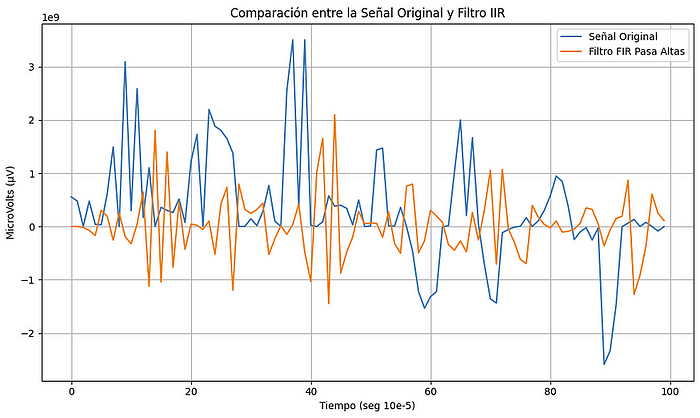 Comparación entre la Señal Original y Filtro IIR
1e9
Señal Original
Filtro FIR Pasa Altas
3
2
1
0
−1
−2
MicroVolts (μV)
0 20 40 60 80 100
Tiempo (seg 10e-5)